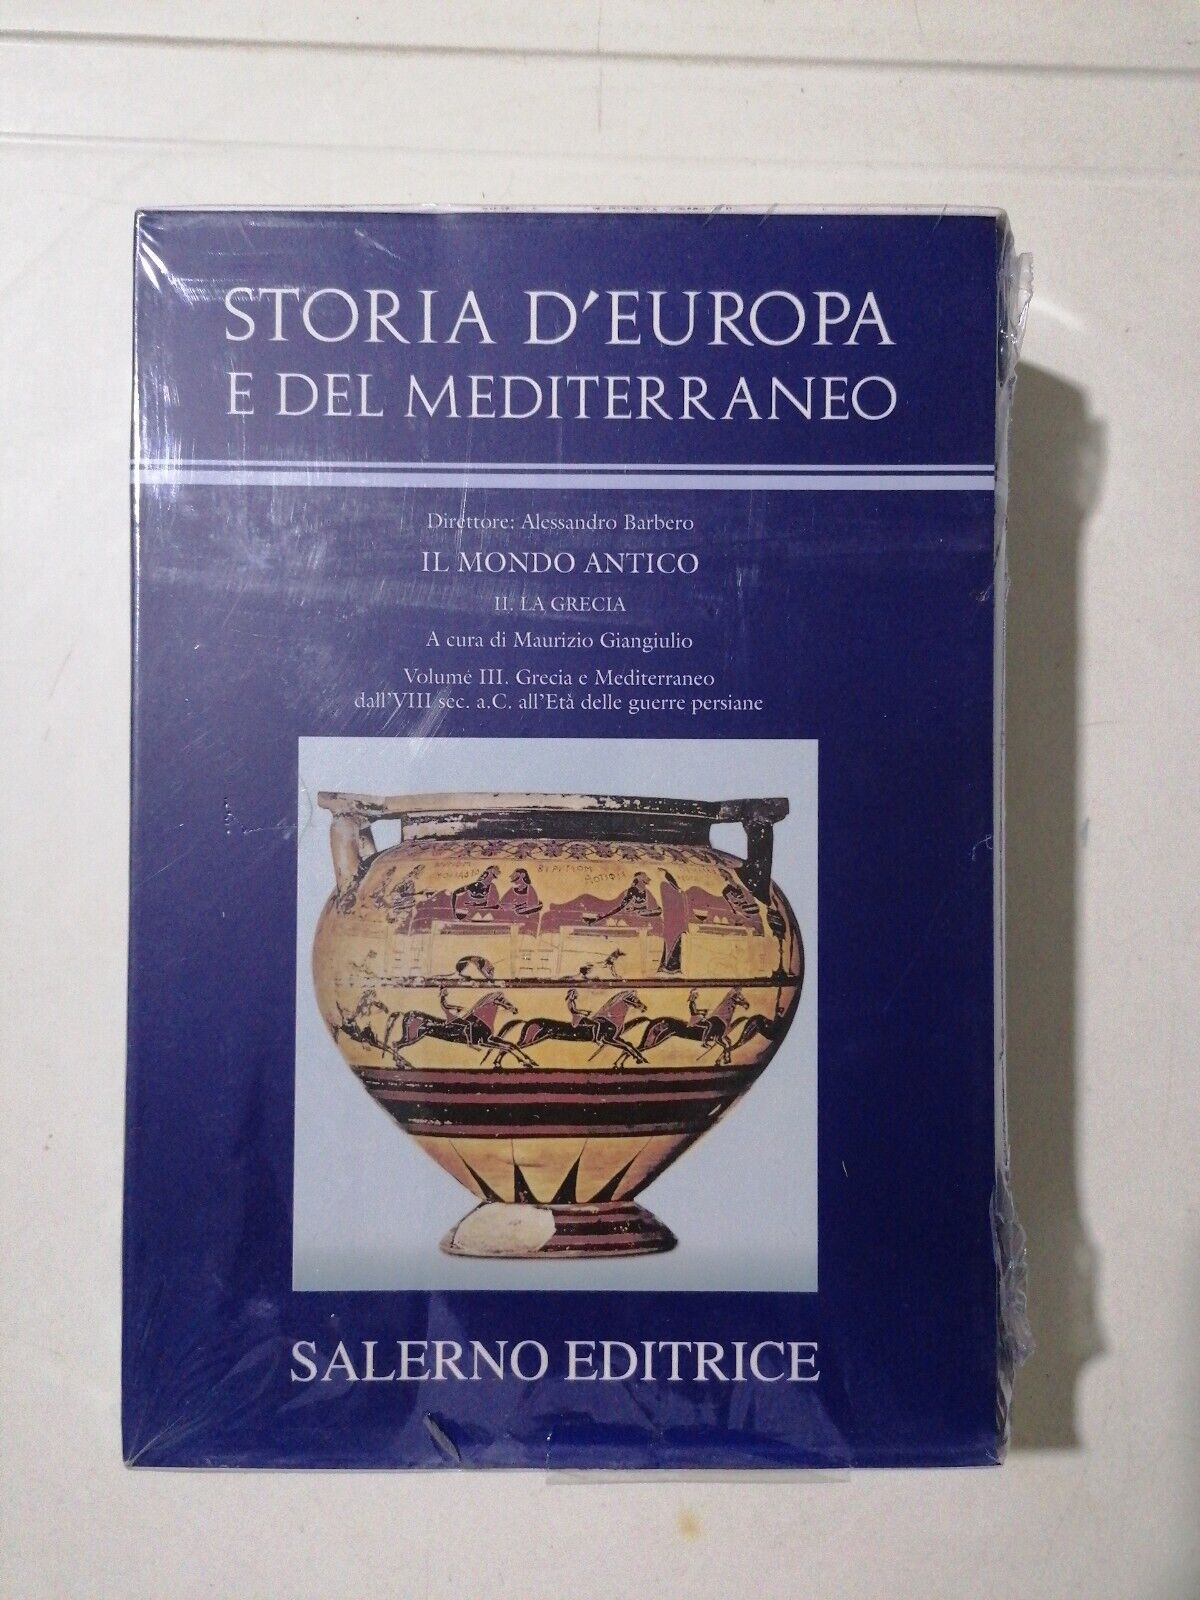 STORIA D'EUROPA
E DEL MEDITERRANEO
Direttore: Alessandro Barbero
IL MONDO ANTICO
II. LA GRECIA
A cura di Maurizio Giangiulio
Volume III. Grecia e Mediterraneo
dall'VIII sec. a.C. all'Età delle guerre persiane
SALERNO EDITRICE